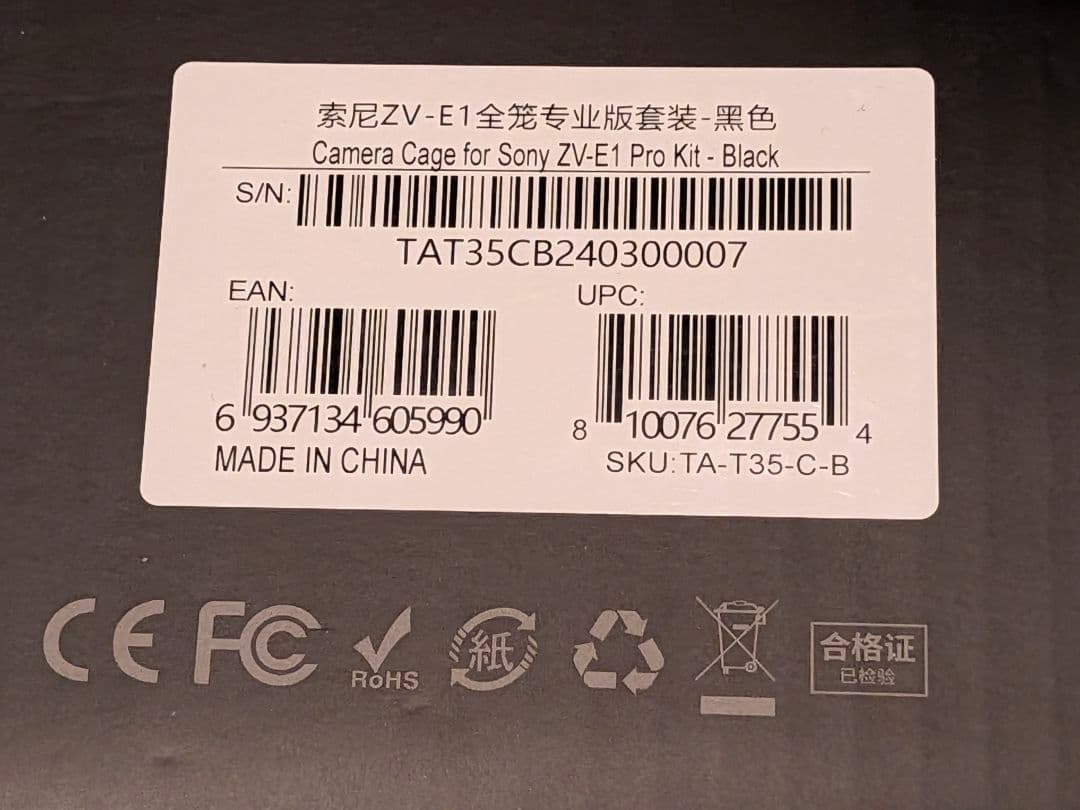 索尼ZV-E1全笼专业版套装-黑色
Camera Cage for Sony ZV-E1 Pro Kit - Black
S/N:
TAT35CB240300007
EAN:
UPC:
6 937134 605990
8 10076 27755 4
MADE IN CHINA
SKU:TA-T35-C-B
CE FC RoHS 紙 合格证
已检验